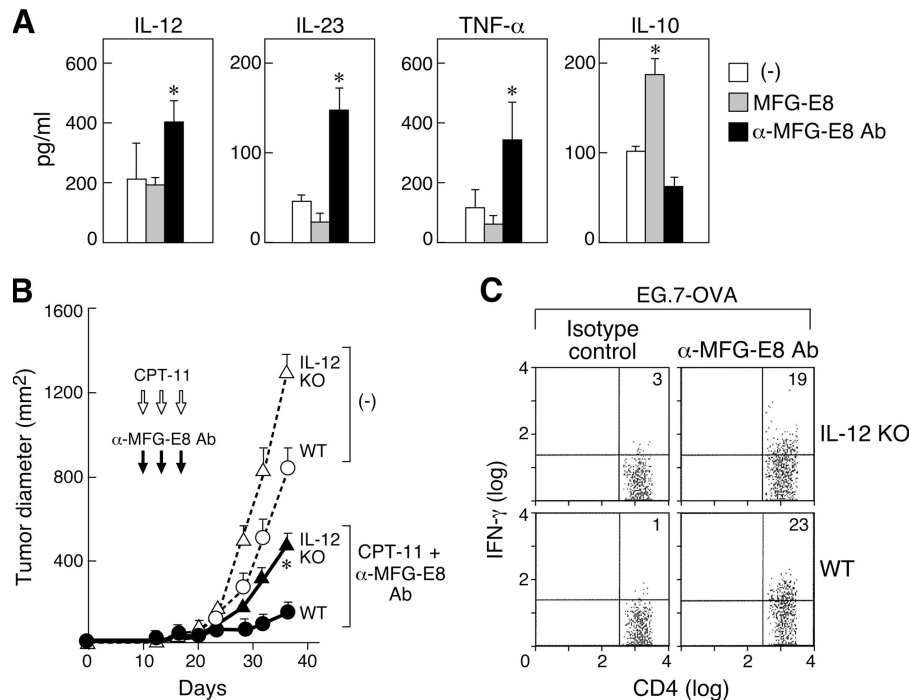 A
IL-12
IL-23
TNF-α
IL-10
pg/ml
600
400
200
0
*
200
100
0
*
600
400
200
0
*
200
100
0
*
(-)
MFG-E8
α-MFG-E8 Ab
B
Tumor diameter (mm²)
1600
1200
800
400
0
CPT-11
α-MFG-E8 Ab
IL-12
KO
WT
(-)
IL-12
KO
*
WT
CPT-11 +
α-MFG-E8
Ab
0
10
20
30
40
Days
C
EG.7-OVA
Isotype
control
α-MFG-E8 Ab
4
3
19
IL-12 KO
2
0
IFN-γ (log)
4
1
23
WT
2
0
0
2
4
2
4
CD4 (log)